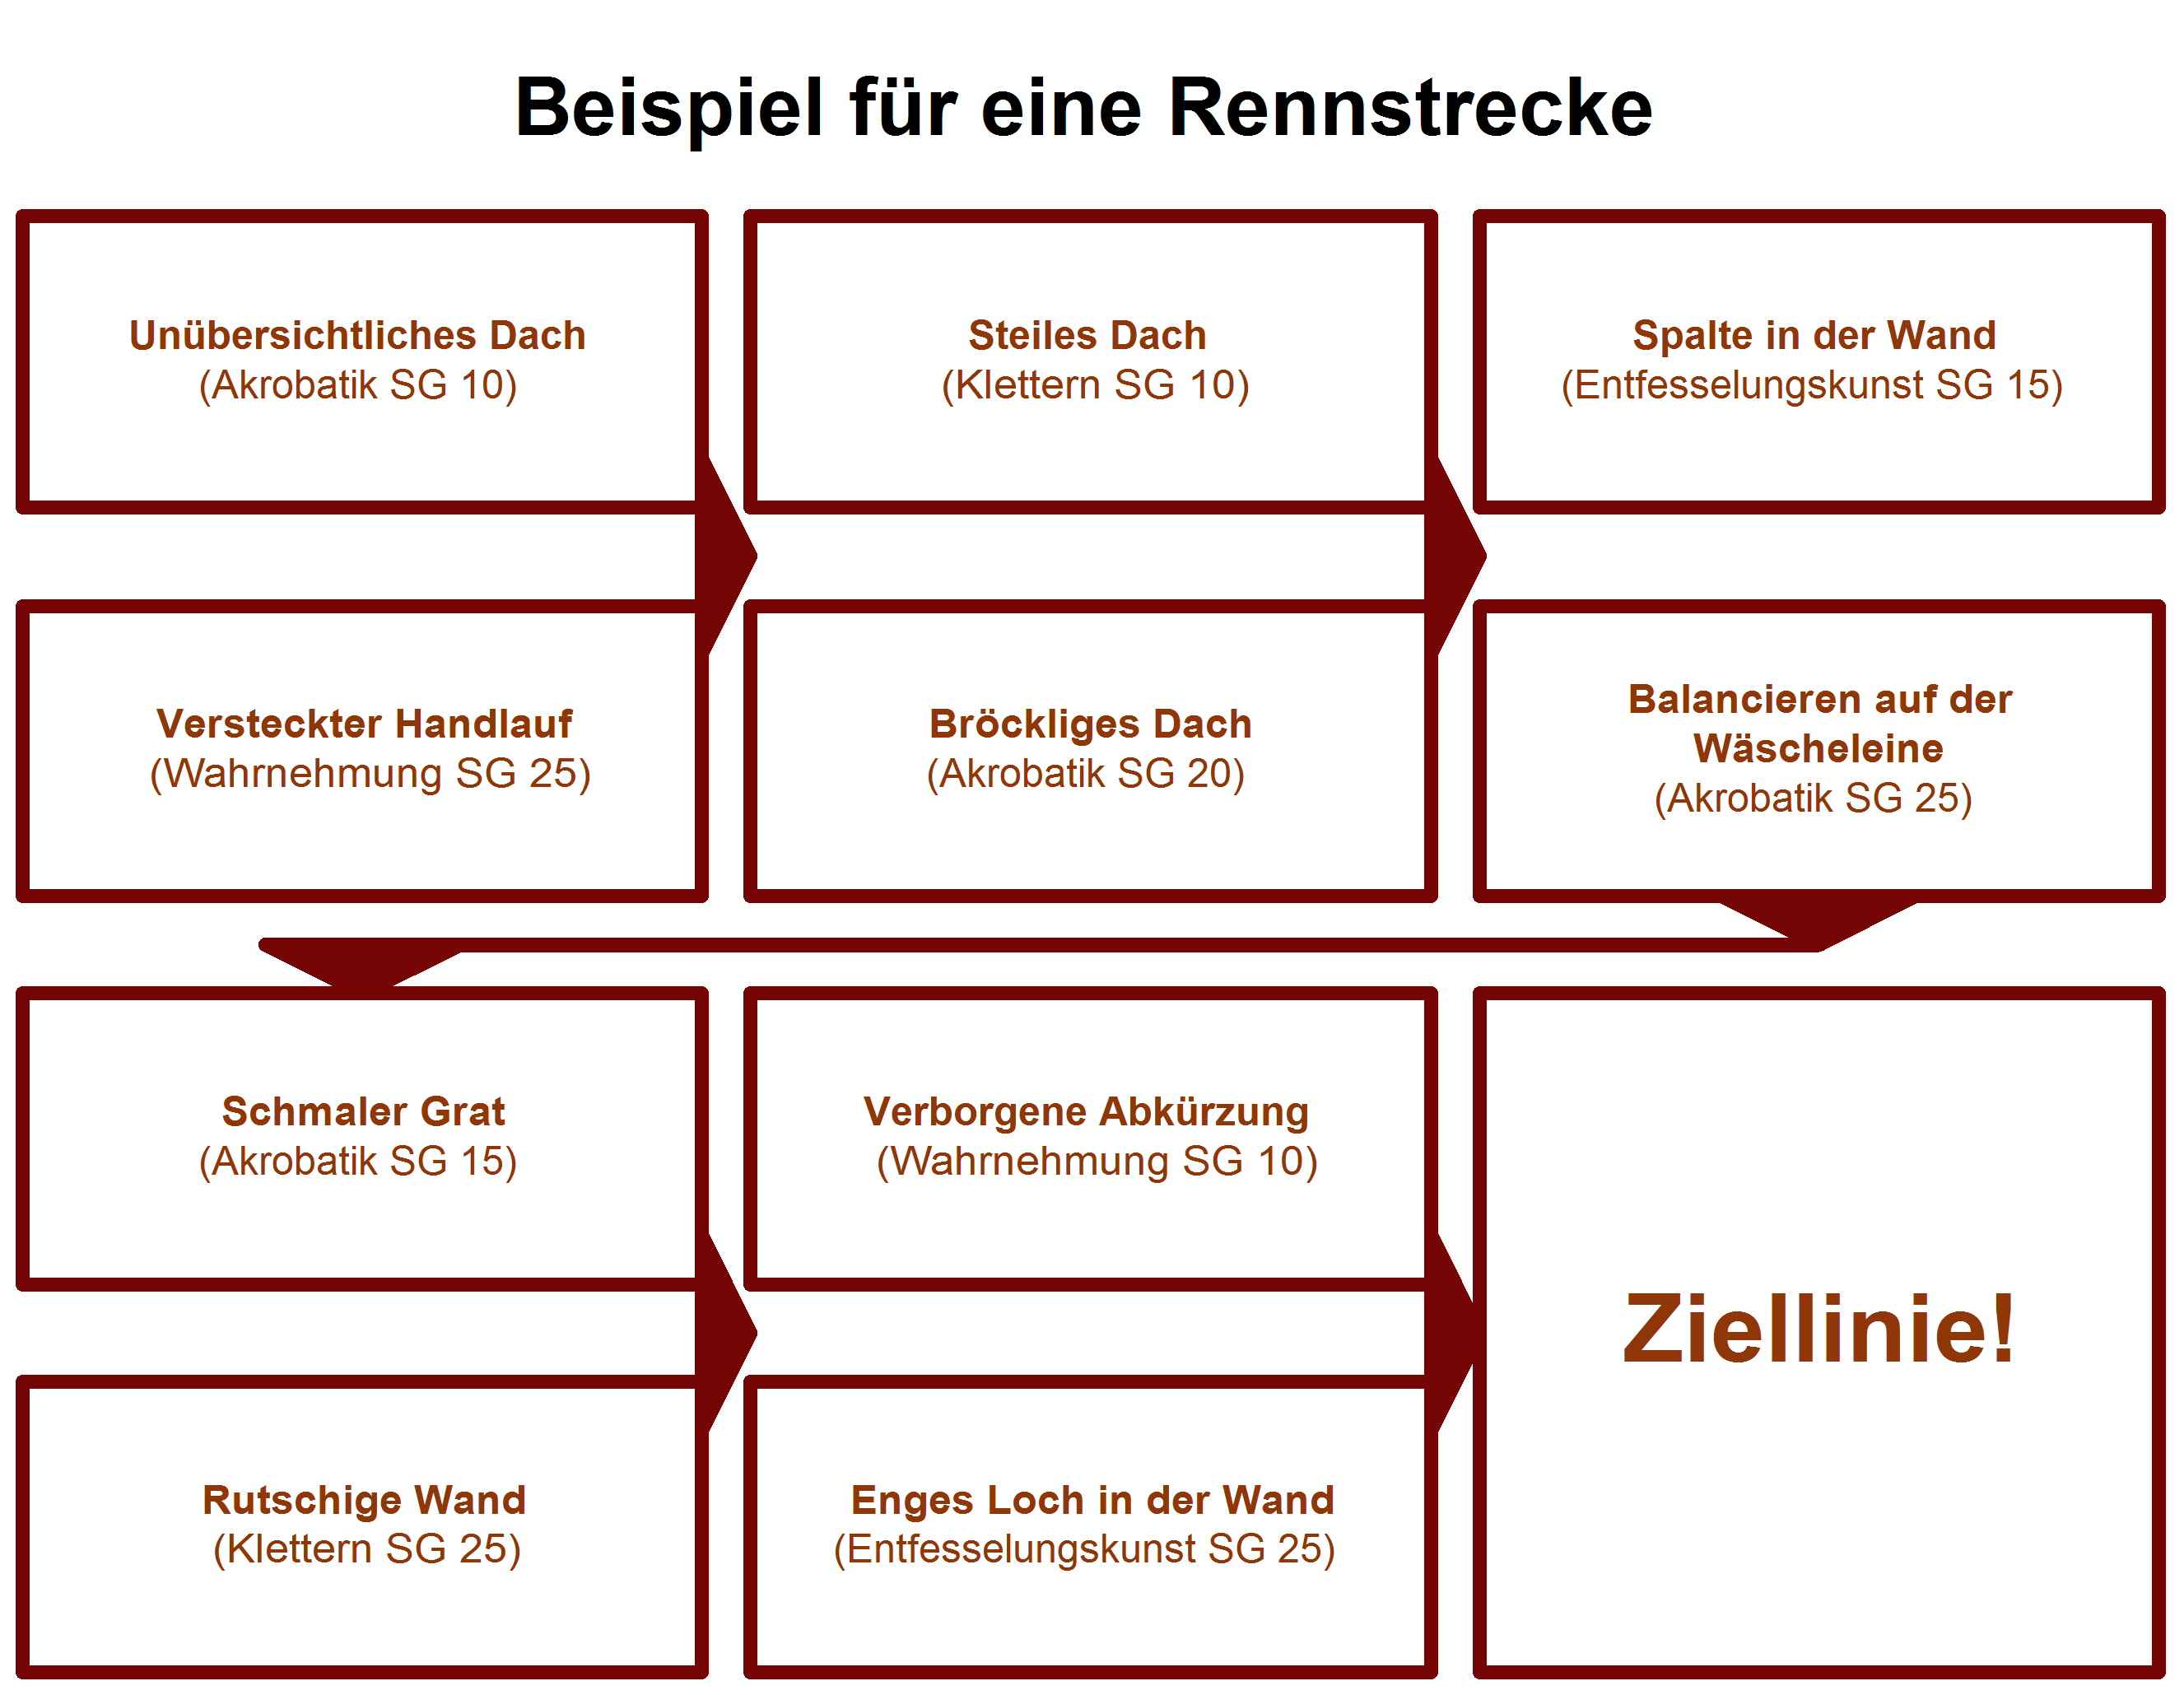 Beispiel für eine Rennstrecke
Unübersichtliches Dach
(Akrobatik SG 10)
Steiles Dach
(Klettern SG 10)
Spalte in der Wand
(Entfesselungskunst SG 15)
Versteckter Handlauf
(Wahrnehmung SG 25)
Bröckliges Dach
(Akrobatik SG 20)
Balancieren auf der
Wäscheleine
(Akrobatik SG 25)
Schmaler Grat
(Akrobatik SG 15)
Verborgene Abkürzung
(Wahrnehmung SG 10)
Ziellinie!
Rutschige Wand
(Klettern SG 25)
Enges Loch in der Wand
(Entfesselungskunst SG 25)